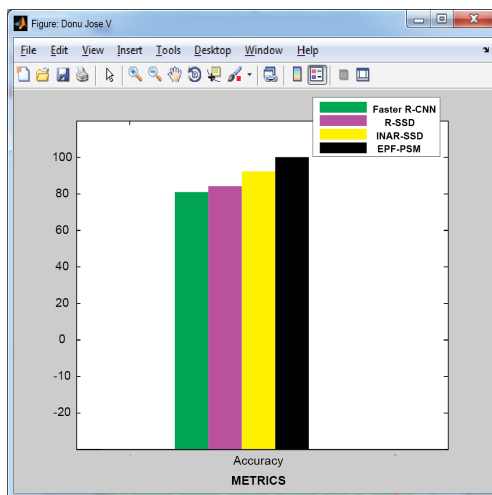 Figure: Donu Jose V
File Edit View Insert Tools Desktop Window Help
Faster R-CNN
R-SSD
INAR-SSD
EPF-PSM
100
80
60
40
20
0
-10
-20
Accuracy
METRICS